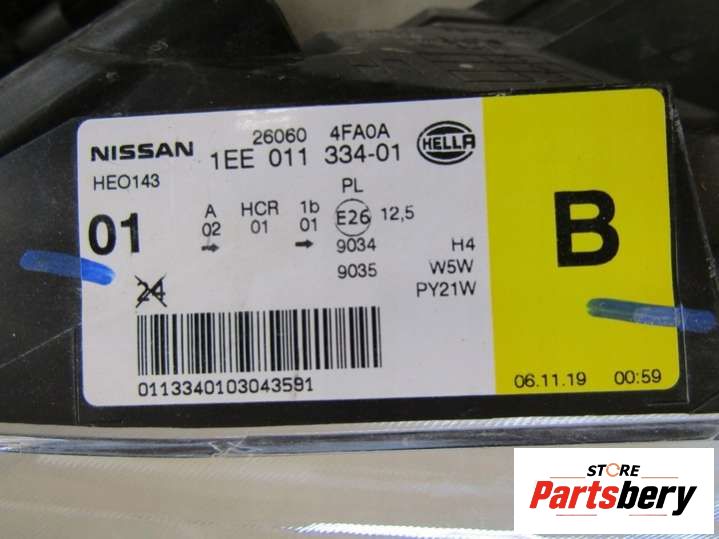 26060 4FA0A
NISSAN 1EE 011 334-01 HELLA
HEO143
PL
01 A HCR 1b E26 12,5
02 01 01
→ → 9034 H4
9035 W5W
24 PY21W
B
0113340103043591
06.11.19 00:59
STORE
Partsbery